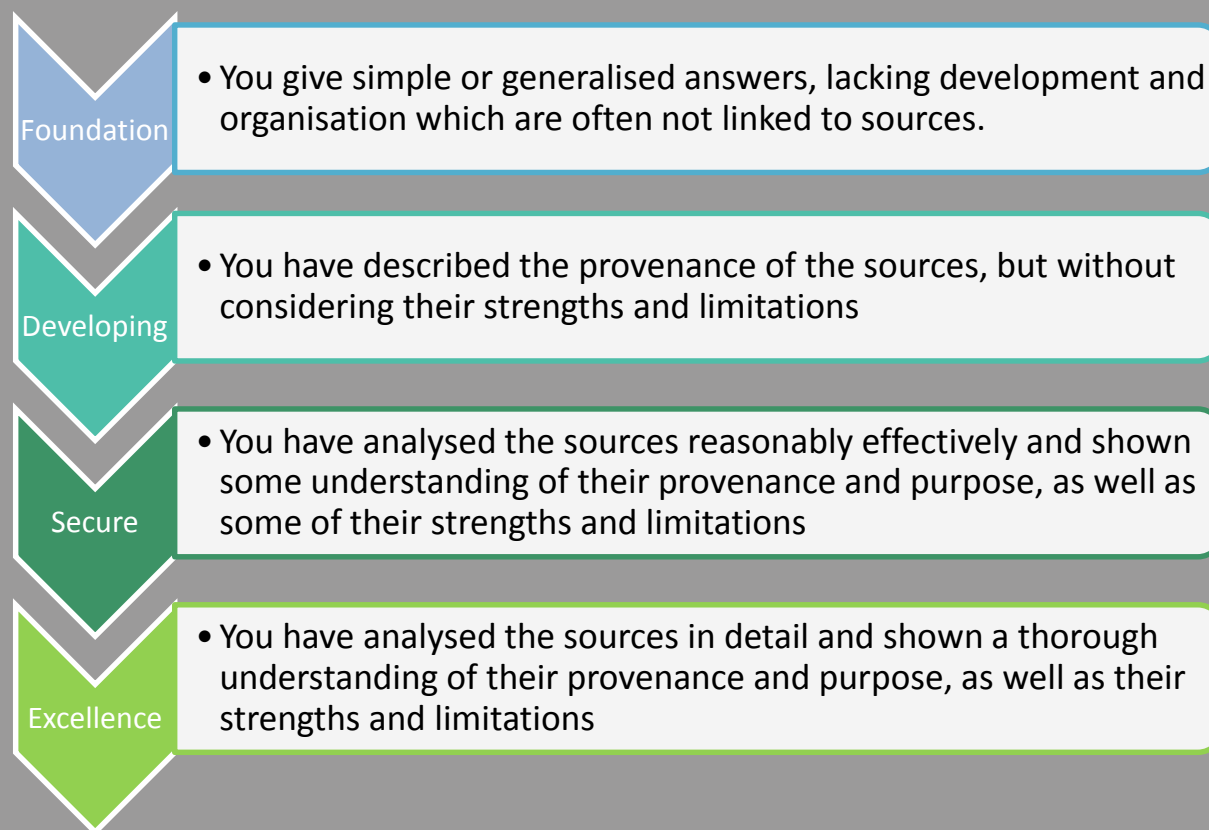 Foundation
• You give simple or generalised answers, lacking development and
organisation which are often not linked to sources.
Developing
• You have described the provenance of the sources, but without
considering their strengths and limitations
Secure
• You have analysed the sources reasonably effectively and shown
some understanding of their provenance and purpose, as well as
some of their strengths and limitations
Excellence
• You have analysed the sources in detail and shown a thorough
understanding of their provenance and purpose, as well as their
strengths and limitations